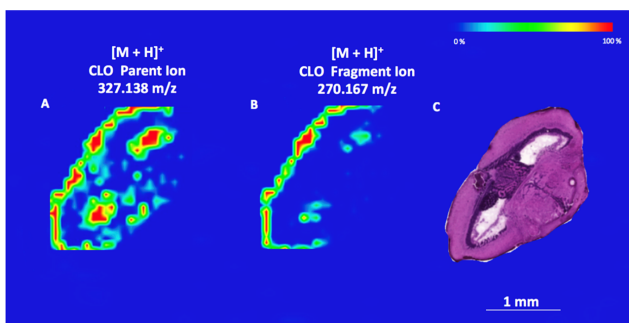 0 %
100 %
[M + H]+
CLO Parent Ion
327.138 m/z
[M + H]+
CLO Fragment Ion
270.167 m/z
A
B
C
1 mm